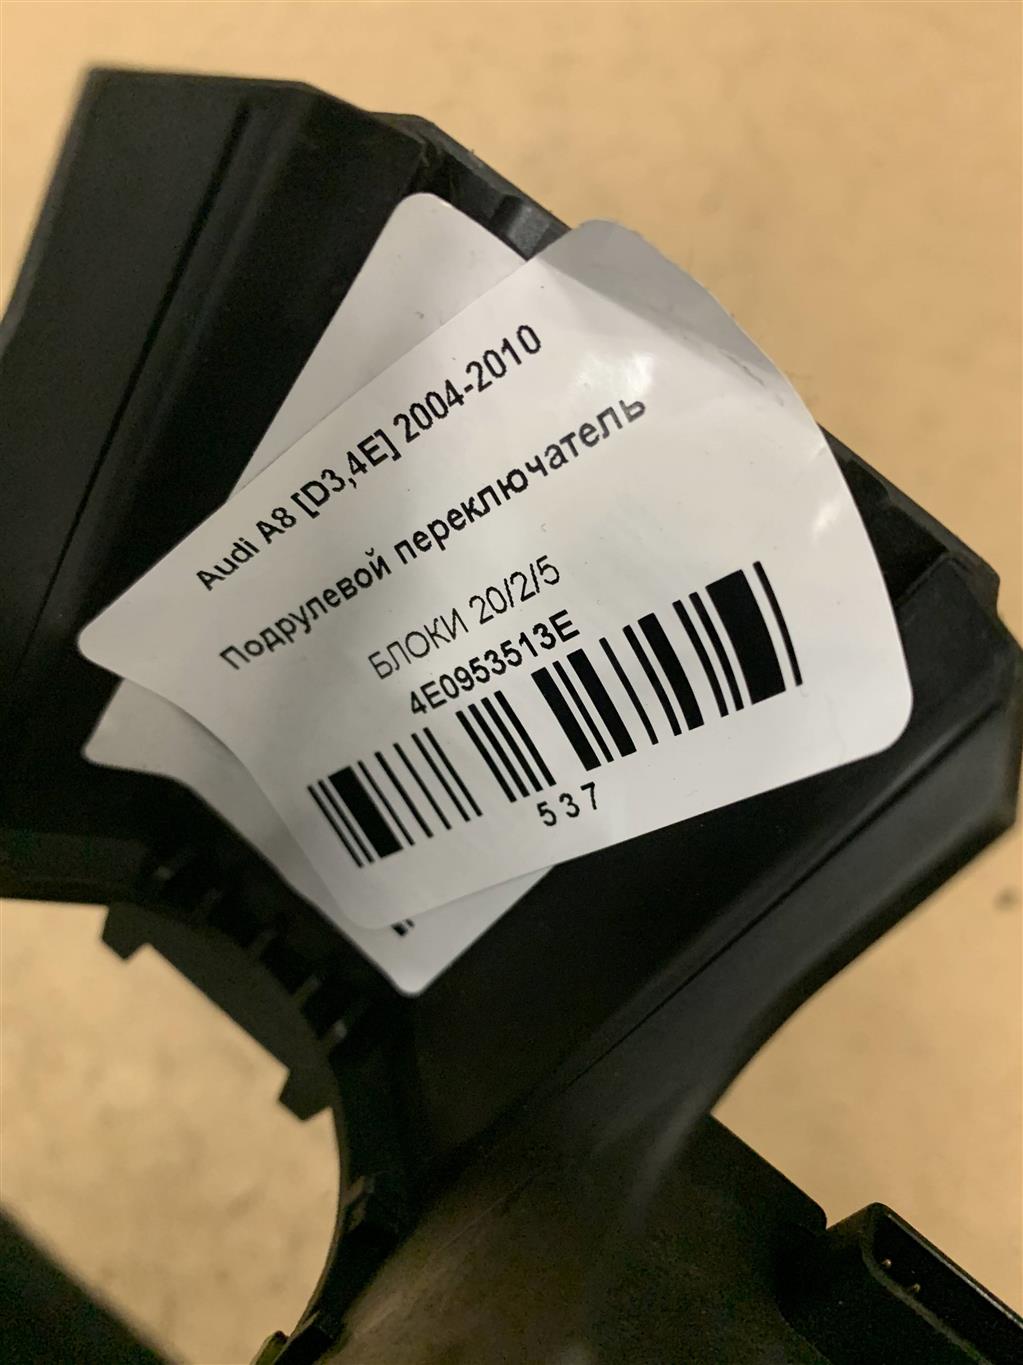 Audi A8 [D3,4E] 2004-2010
Подрулевой переключатель
БЛОКИ 20/2/5
4E0953513E
537